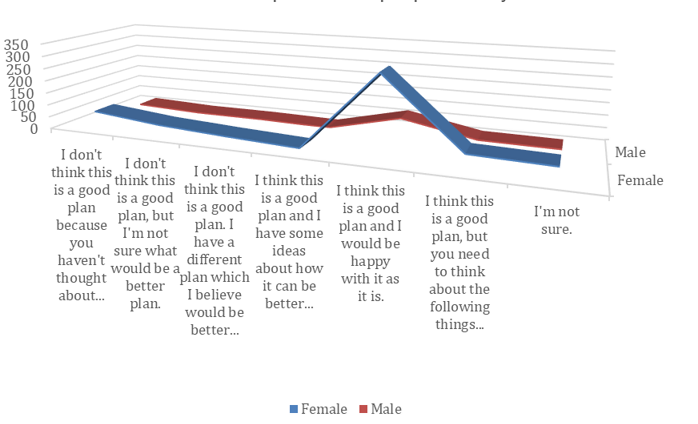 350
300
250
200
150
100
50
0
I don't
think this
is a good
plan
because
you
haven't
thought
about...
I don't
think this
is a good
plan, but
I'm not
sure what
would be a
better
plan.
I don't
think this
is a good
plan. I
have a
different
plan which
I believe
would be
better...
I think this
is a good
plan and I
have some
ideas
about how
it can be
better...
I think this
is a good
plan and I
would be
happy
with it as
it is.
I think this
is a good
plan, but
you need
to think
about the
following
things...
I'm not
sure.
Male
Female
Female
Male